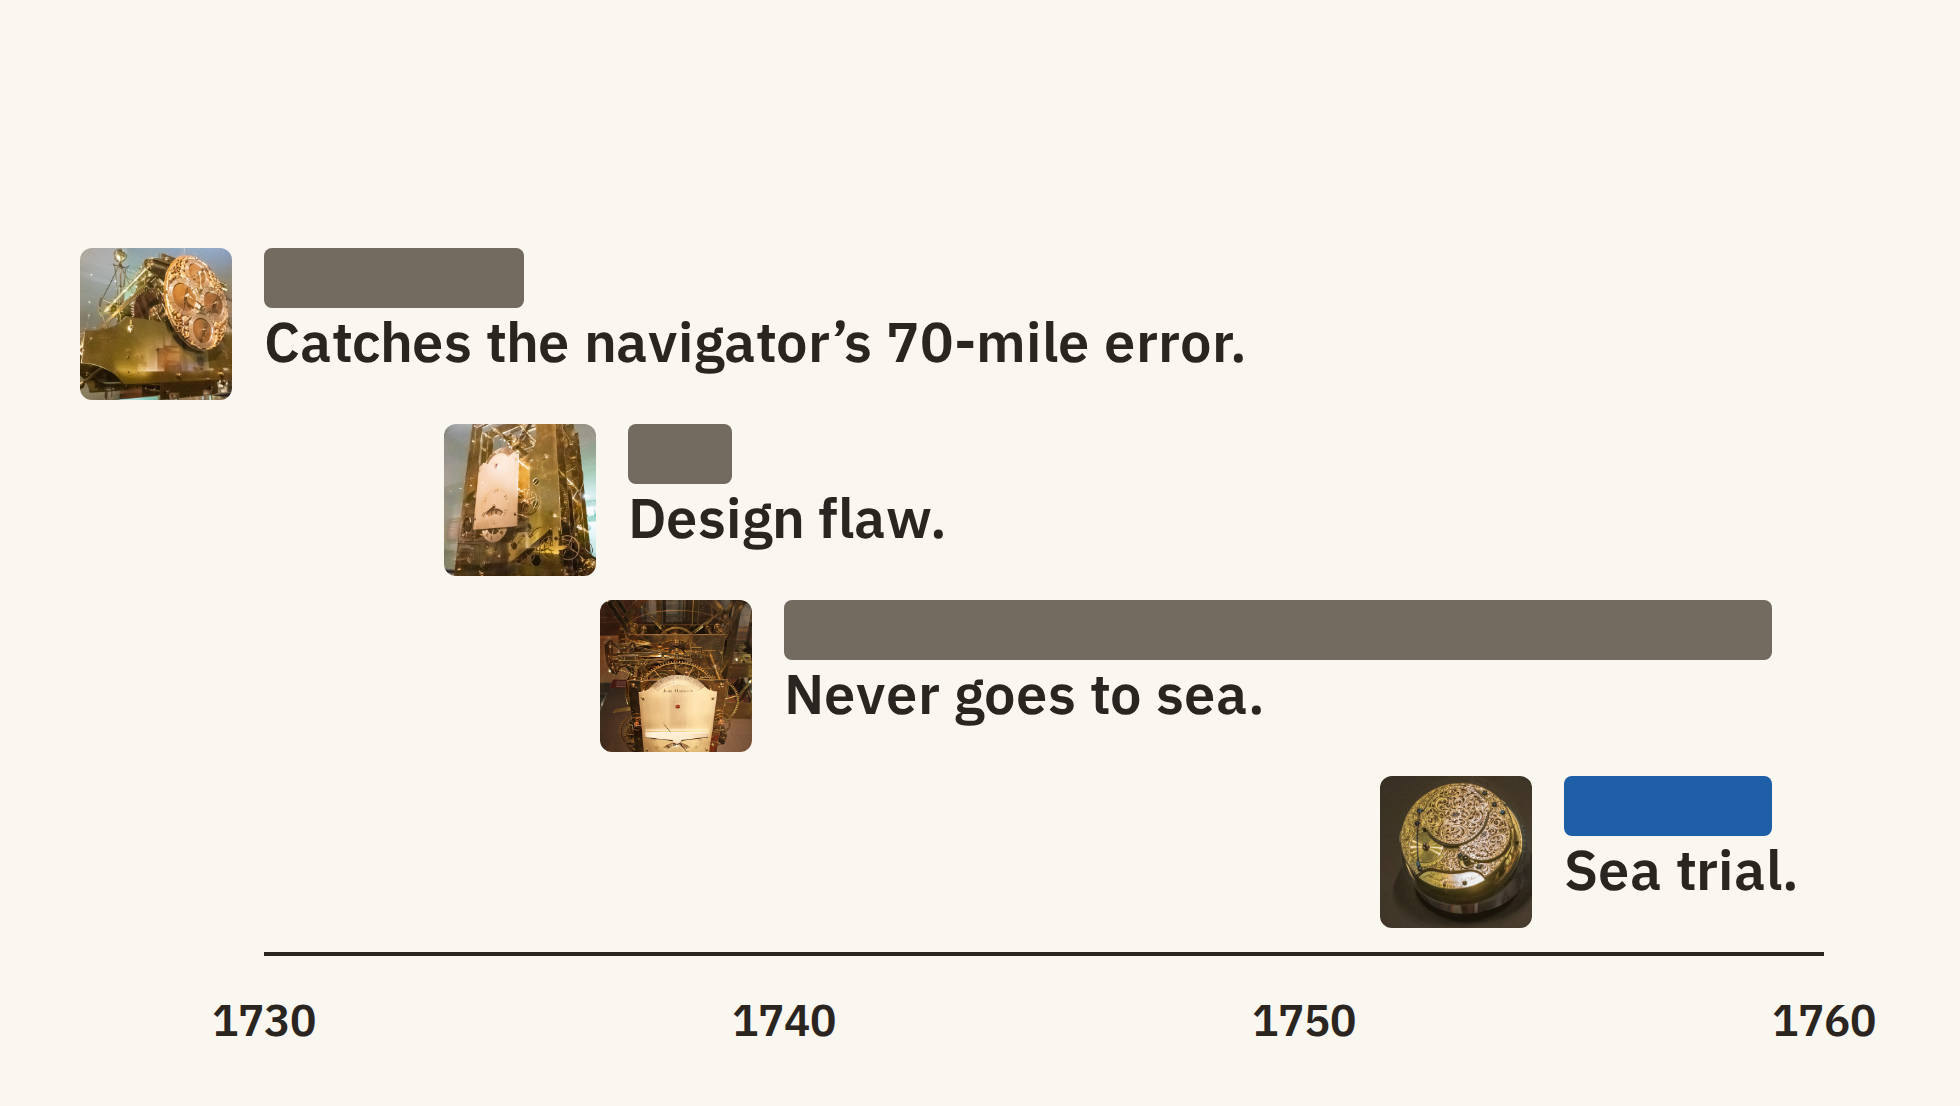 Catches the navigator’s 70-mile error.
Design flaw.
Never goes to sea.
Sea trial.
1730 1740 1750 1760